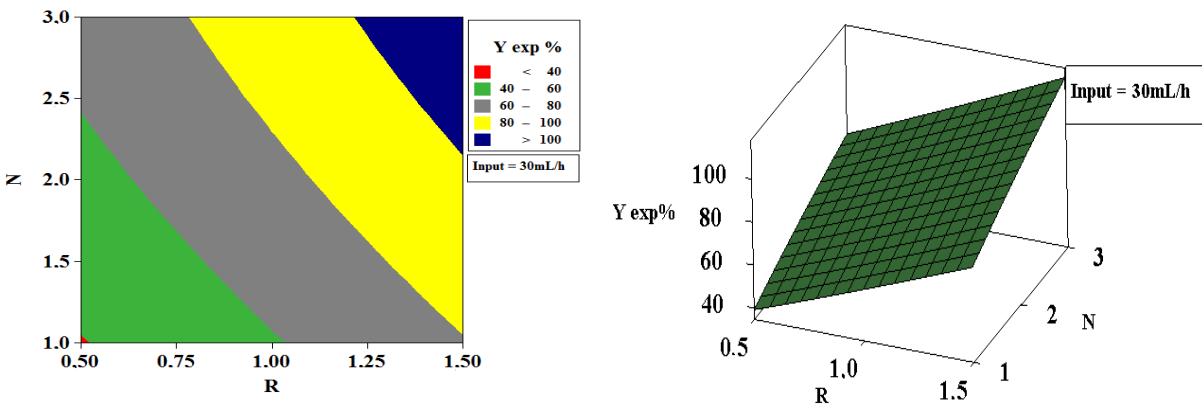 3.0
2.5
2.0
1.5
1.0
N
0.50
0.75
1.00
1.25
1.50
R
Y exp %
< 40
40 – 60
60 – 80
80 – 100
> 100
Input = 30mL/h
Input = 30mL/h
100
80
60
40
Y exp%
0.5
1.0
1.5
R
1
2
3
N